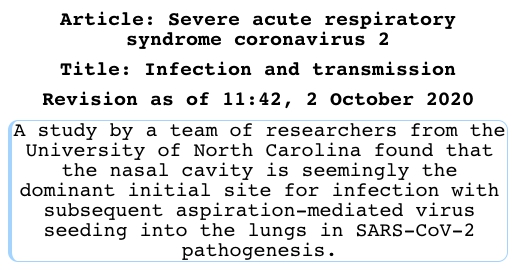 Article: Severe acute respiratory
syndrome coronavirus 2
Title: Infection and transmission
Revision as of 11:42, 2 October 2020
A study by a team of researchers from the
University of North Carolina found that
the nasal cavity is seemingly the
dominant initial site for infection with
subsequent aspiration-mediated virus
seeding into the lungs in SARS-CoV-2
pathogenesis.